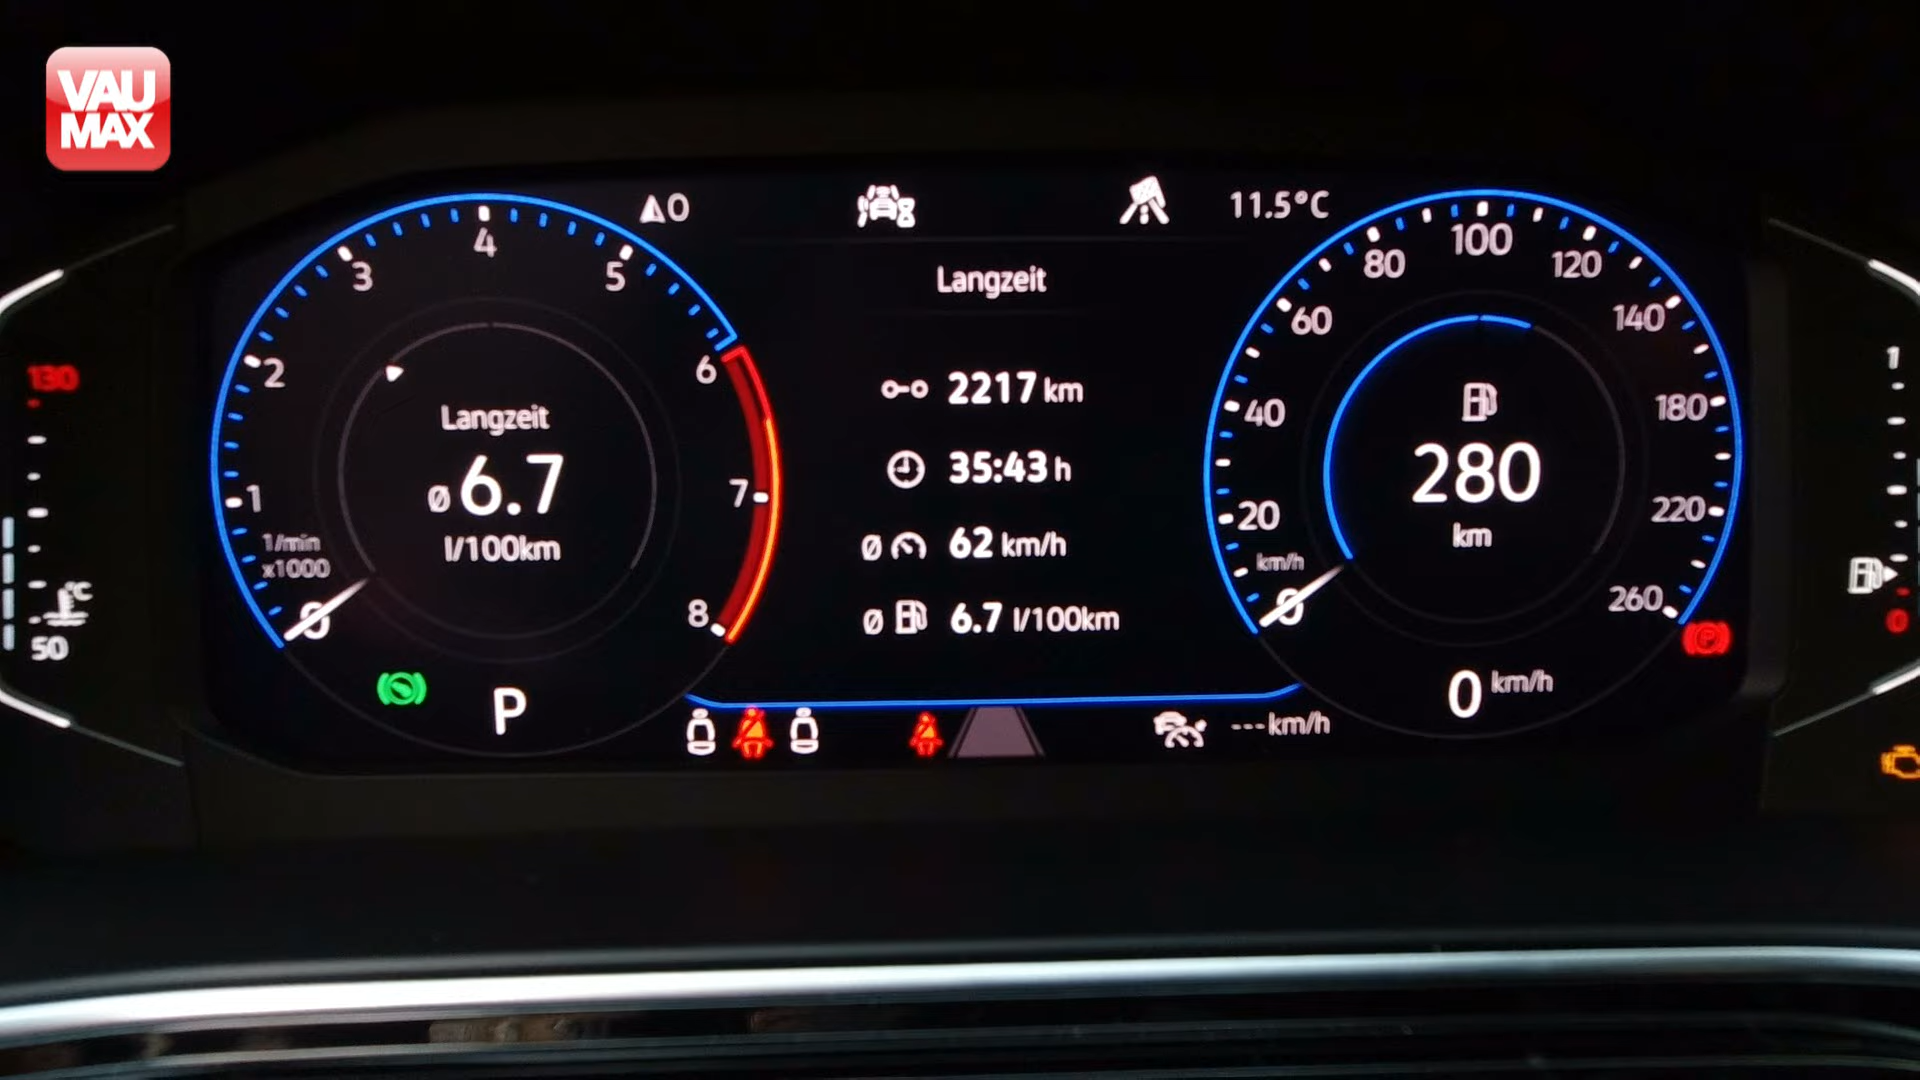 VAU
MAX
0
11.5°C
Langzeit
2217 km
35:43 h
Ø 62 km/h
Ø 6.7 l/100km
0
1
2
3
4
5
6
7
8
1/min
x1000
Langzeit
Ø 6.7
l/100km
P
0
20
40
60
80
100
120
140
180
220
260
km/h
280
km
0 km/h
--- km/h
130
50
°C
1
0
P